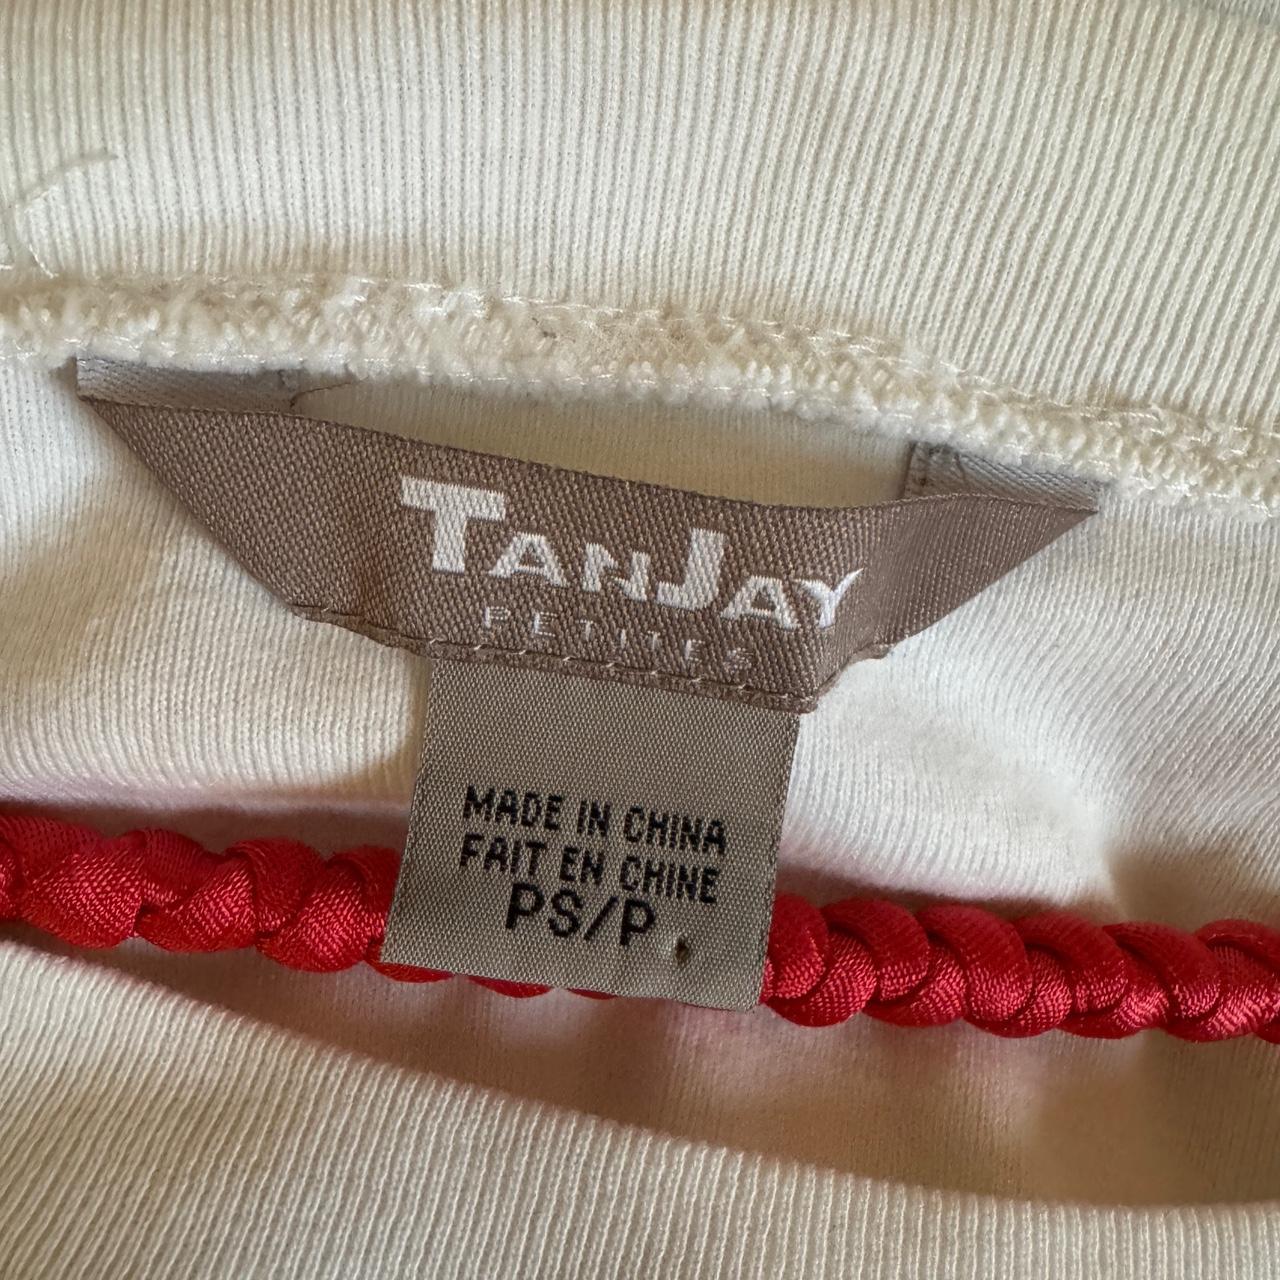 TANJAY
PETITES
MADE IN CHINA
FAIT EN CHINE
PS/P